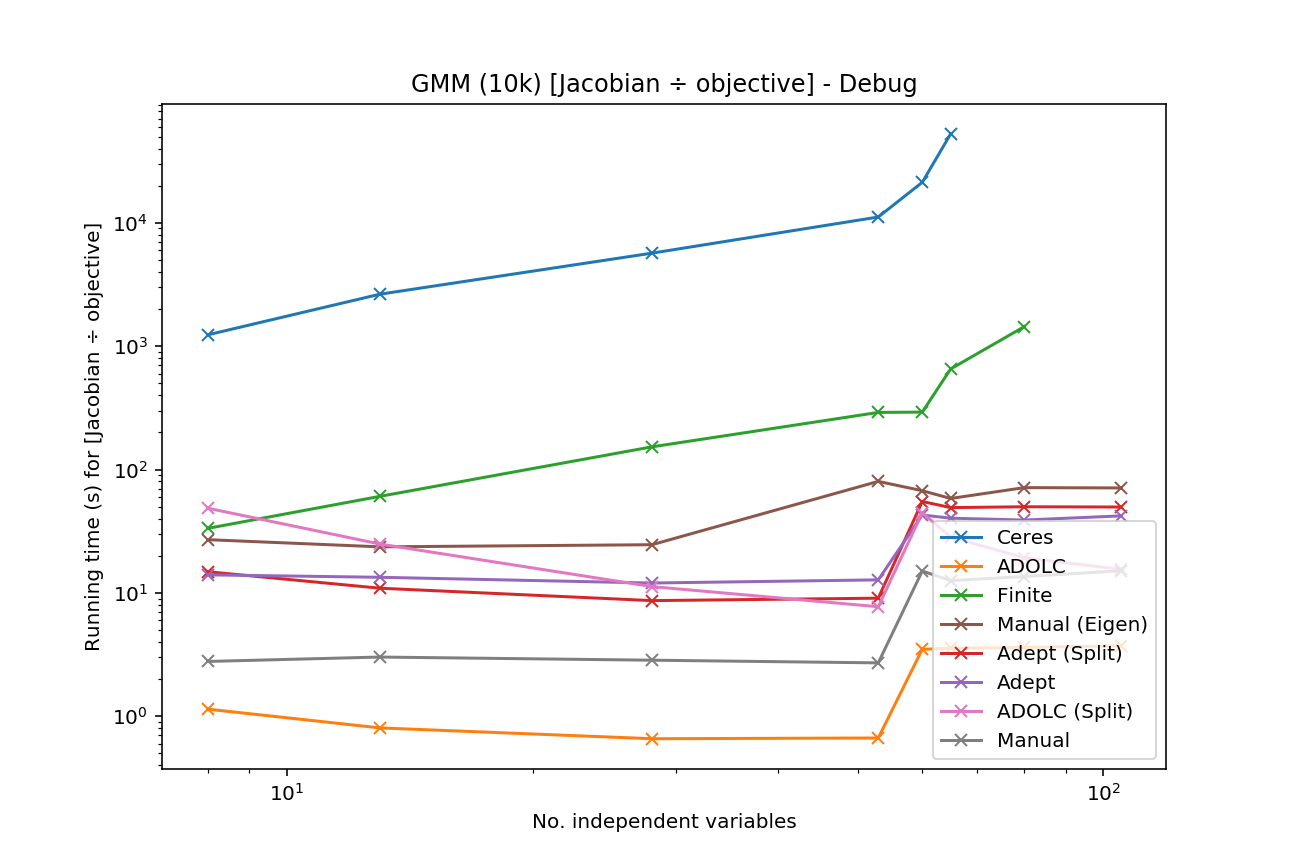 GMM (10k) [Jacobian ÷ objective] - Debug
Running time (s) for [Jacobian ÷ objective]
10⁴
10³
10²
10¹
10⁰
10¹
10²
No. independent variables
Ceres
ADOLC
Finite
Manual (Eigen)
Adept (Split)
Adept
ADOLC (Split)
Manual